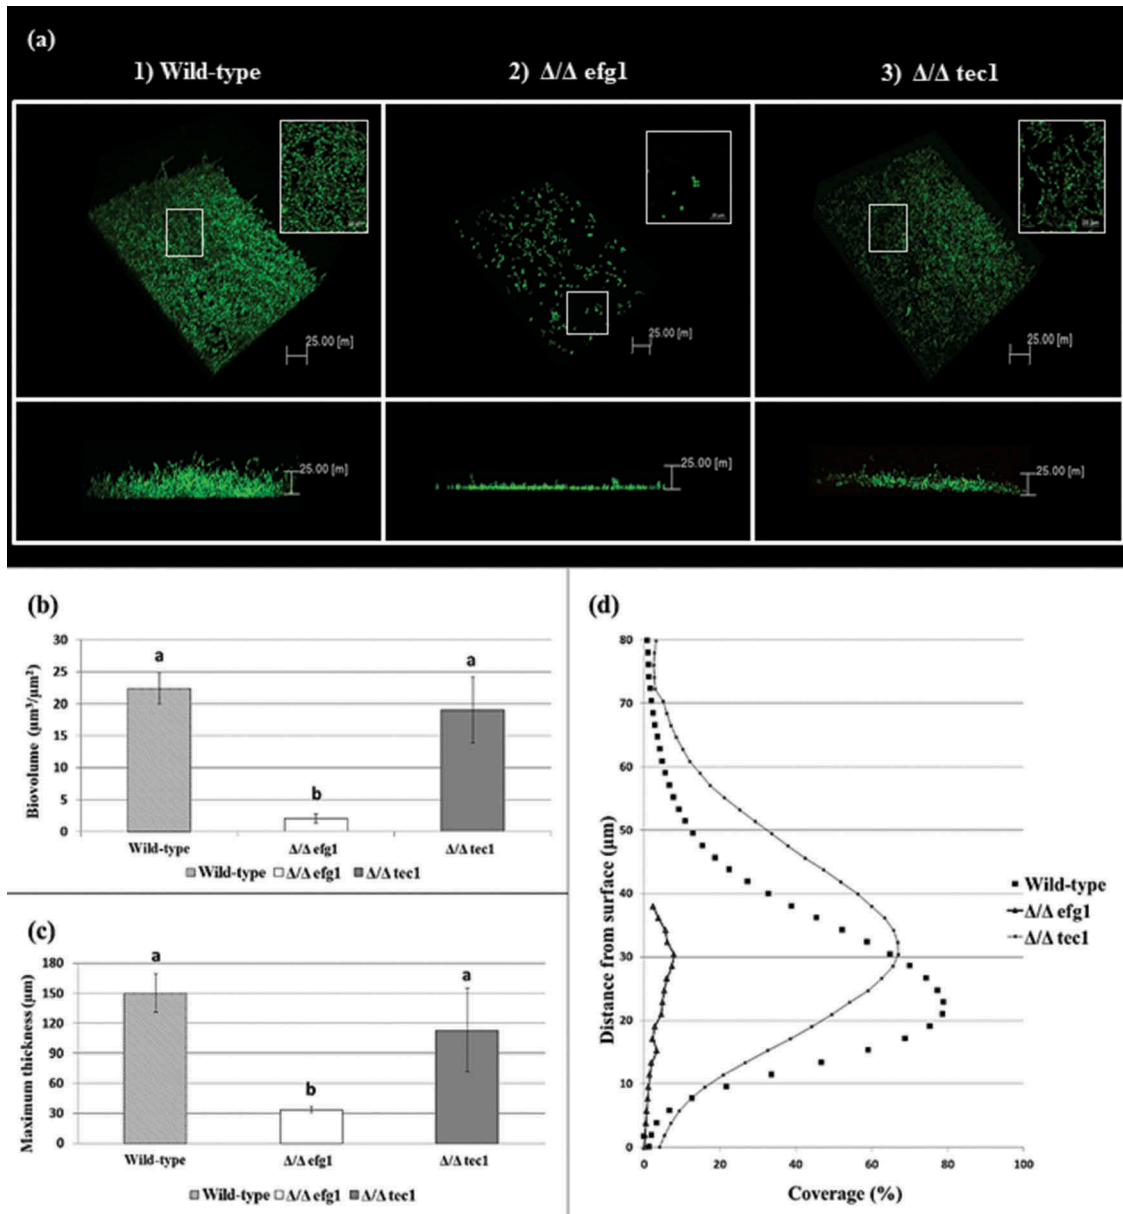 (a)
1) Wild-type
2) Δ/Δ efg1
3) Δ/Δ tec1
25.00 [m]
25.00 [m]
25.00 [m]
25.00 [m]
25.00 [m]
25.00 [m]
(b)
Biovolume (µm³/µm²)
30
25
20
15
10
5
0
a
b
a
Wild-type
Δ/Δ efg1
Δ/Δ tec1
Wild-type Δ/Δ efg1 Δ/Δ tec1
(c)
Maximum thickness (µm)
180
150
120
90
60
30
0
a
b
a
Wild-type
Δ/Δ efg1
Δ/Δ tec1
Wild-type Δ/Δ efg1 Δ/Δ tec1
(d)
Distance from surface (µm)
80
70
60
50
40
30
20
10
0
0 20 40 60 80 100
Coverage (%)
Wild-type
Δ/Δ efg1
Δ/Δ tec1